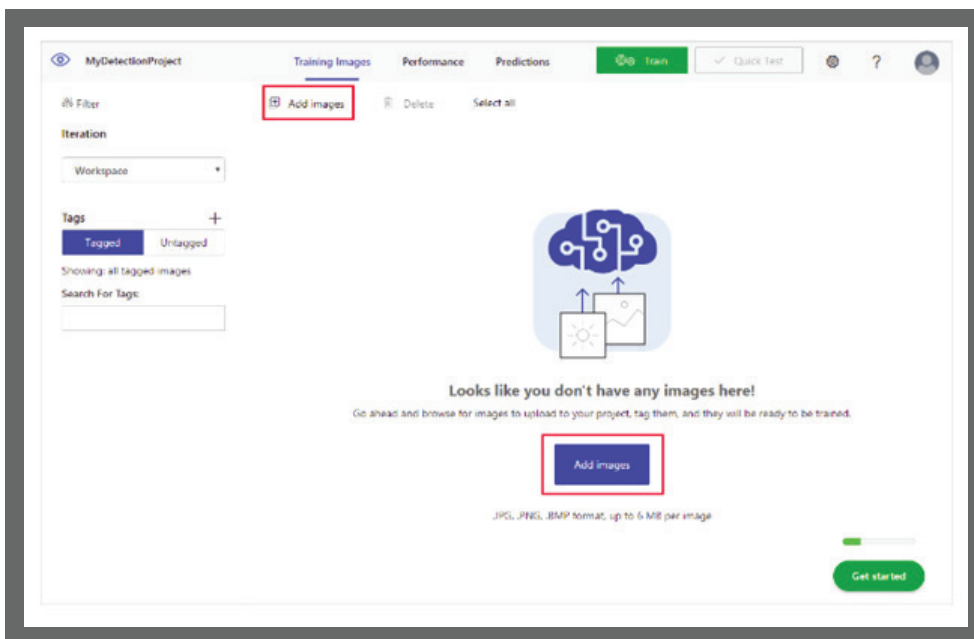 MyDetectionProject
Training Images
Performance
Predictions
Train
Quick Test
?
Filter
Add images
Delete
Select all
Iteration
Workspace
Tags
+
Tagged
Untagged
Showing: all tagged images
Search For Tags:
Looks like you don't have any images here!
Go ahead and browse for images to upload to your project, tag them, and they will be ready to be trained.
Add images
.JPG, .PNG, .BMP format, up to 6 MB per image
Get started